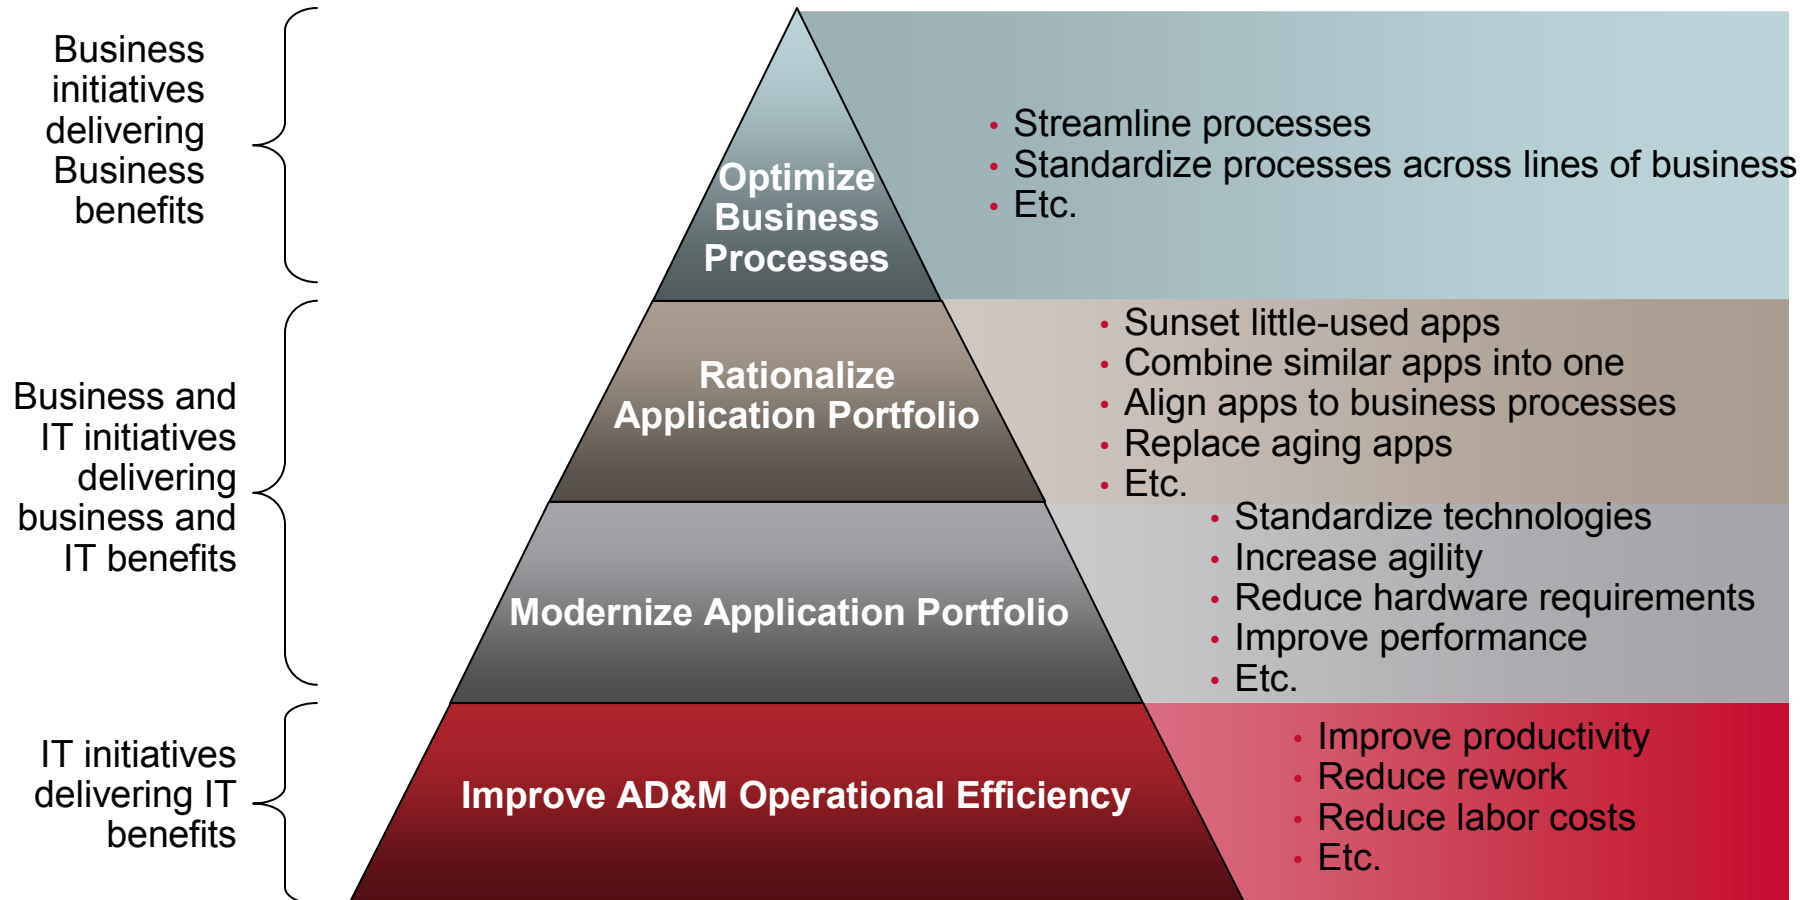 Business
initiatives
delivering
Business
benefits
Optimize
Business
Processes
• Streamline processes
• Standardize processes across lines of business
• Etc.
Business and
IT initiatives
delivering
business and
IT benefits
Rationalize
Application Portfolio
• Sunset little-used apps
• Combine similar apps into one
• Align apps to business processes
• Replace aging apps
• Etc.
Modernize Application Portfolio
• Standardize technologies
• Increase agility
• Reduce hardware requirements
• Improve performance
• Etc.
IT initiatives
delivering IT
benefits
Improve AD&M Operational Efficiency
• Improve productivity
• Reduce rework
• Reduce labor costs
• Etc.